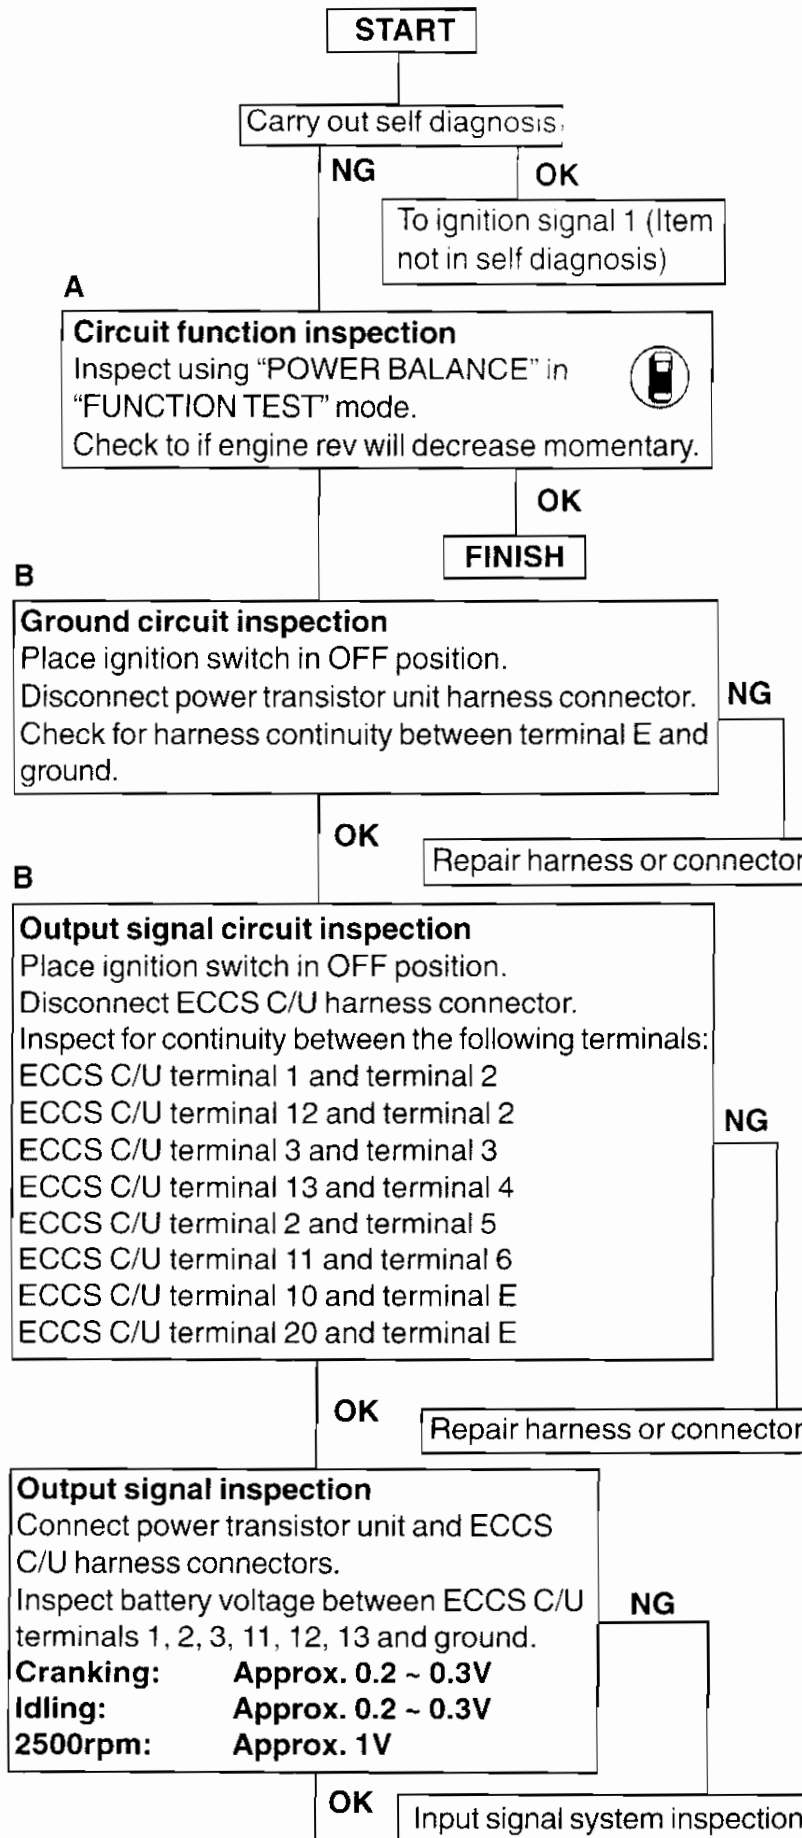 START
Carry out self diagnosis
NG
OK
To ignition signal 1 (Item
not in self diagnosis)
A
Circuit function inspection
Inspect using “POWER BALANCE” in
“FUNCTION TEST” mode.
Check to if engine rev will decrease momentary.
OK
FINISH
B
Ground circuit inspection
Place ignition switch in OFF position.
Disconnect power transistor unit harness connector.
Check for harness continuity between terminal E and
ground.
NG
OK
Repair harness or connector
B
Output signal circuit inspection
Place ignition switch in OFF position.
Disconnect ECCS C/U harness connector.
Inspect for continuity between the following terminals:
ECCS C/U terminal 1 and terminal 2
ECCS C/U terminal 12 and terminal 2
ECCS C/U terminal 3 and terminal 3
ECCS C/U terminal 13 and terminal 4
ECCS C/U terminal 2 and terminal 5
ECCS C/U terminal 11 and terminal 6
ECCS C/U terminal 10 and terminal E
ECCS C/U terminal 20 and terminal E
NG
OK
Repair harness or connector
Output signal inspection
Connect power transistor unit and ECCS
C/U harness connectors.
Inspect battery voltage between ECCS C/U
terminals 1, 2, 3, 11, 12, 13 and ground.
Cranking: Approx. 0.2 ~ 0.3V
Idling: Approx. 0.2 ~ 0.3V
2500rpm: Approx. 1V
NG
OK
Input signal system inspection